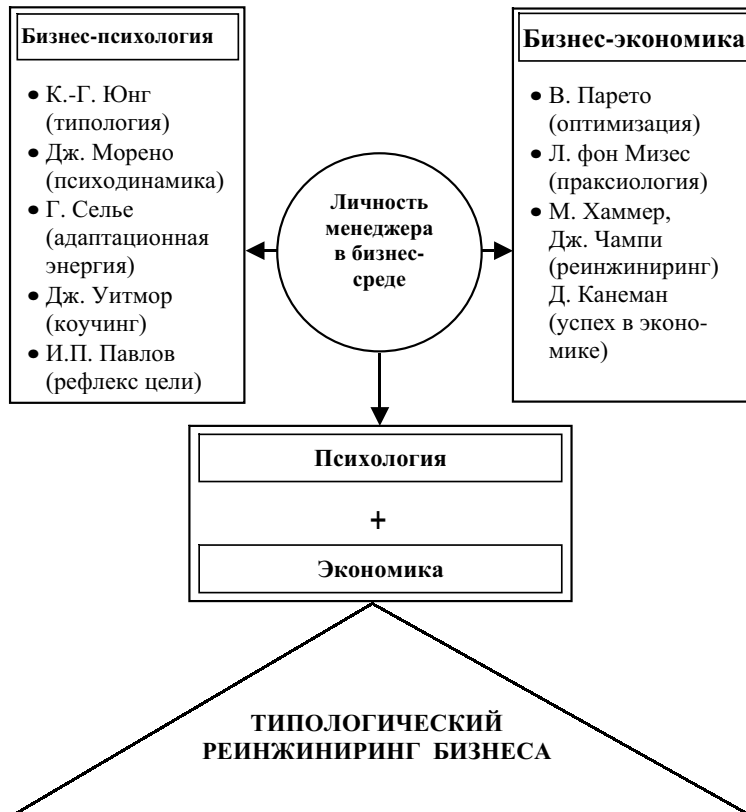 Бизнес-психология
• К.-Г. Юнг
(типология)
• Дж. Морено
(психодинамика)
• Г. Селье
(адаптационная
энергия)
• Дж. Уитмор
(коучинг)
• И.П. Павлов
(рефлекс цели)
Личность
менеджера
в бизнес-
среде
Бизнес-экономика
• В. Парето
(оптимизация)
• Л. фон Мизес
(праксиология)
• М. Хаммер,
Дж. Чампи
(реинжиниринг)
Д. Канеман
(успех в эконо-
мике)
Психология
+
Экономика
ТИПОЛОГИЧЕСКИЙ
РЕИНЖИНИРИНГ БИЗНЕСА